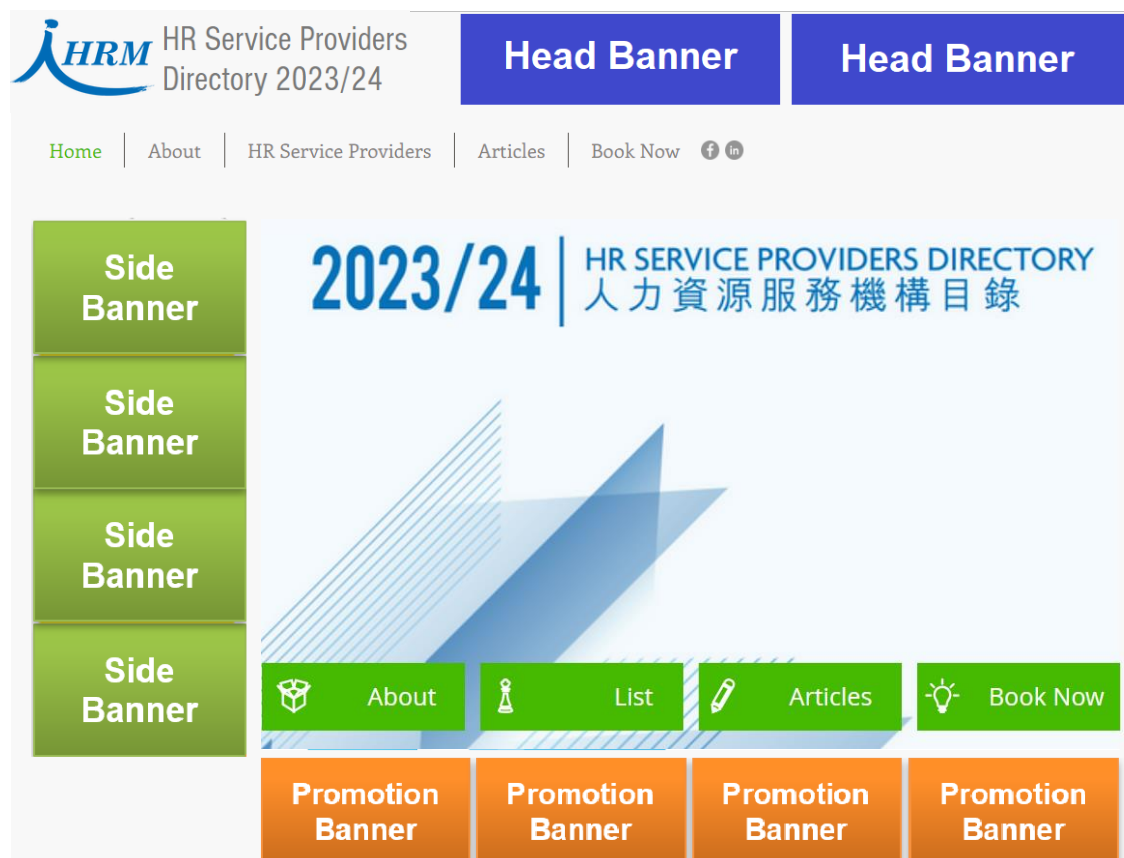 HRM
HR Service Providers
Directory 2023/24
Head Banner
Head Banner
Home
About
HR Service Providers
Articles
Book Now
f
in
Side
Banner
Side
Banner
Side
Banner
Side
Banner
2023/24
HR SERVICE PROVIDERS DIRECTORY
人力資源服務機構目錄
About
List
Articles
Book Now
Promotion
Banner
Promotion
Banner
Promotion
Banner
Promotion
Banner